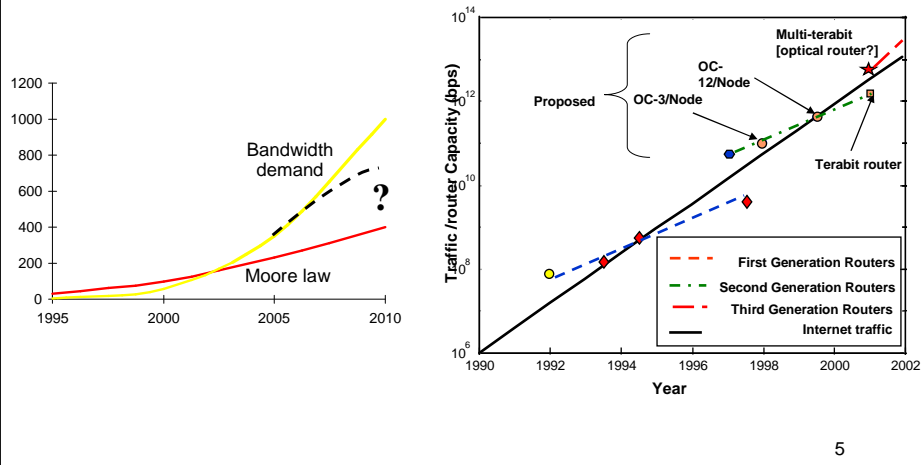 1200
1000
800
600
400
200
0
1995
2000
2005
2010
Bandwidth
demand
?
Moore law
Traffic /router Capacity (bps)
10^14
10^12
10^10
10^8
10^6
1990
1992
1994
1996
1998
2000
2002
Year
Proposed
OC-3/Node
OC-
12/Node
Multi-terabit
[optical router?]
Terabit router
First Generation Routers
Second Generation Routers
Third Generation Routers
Internet traffic
5